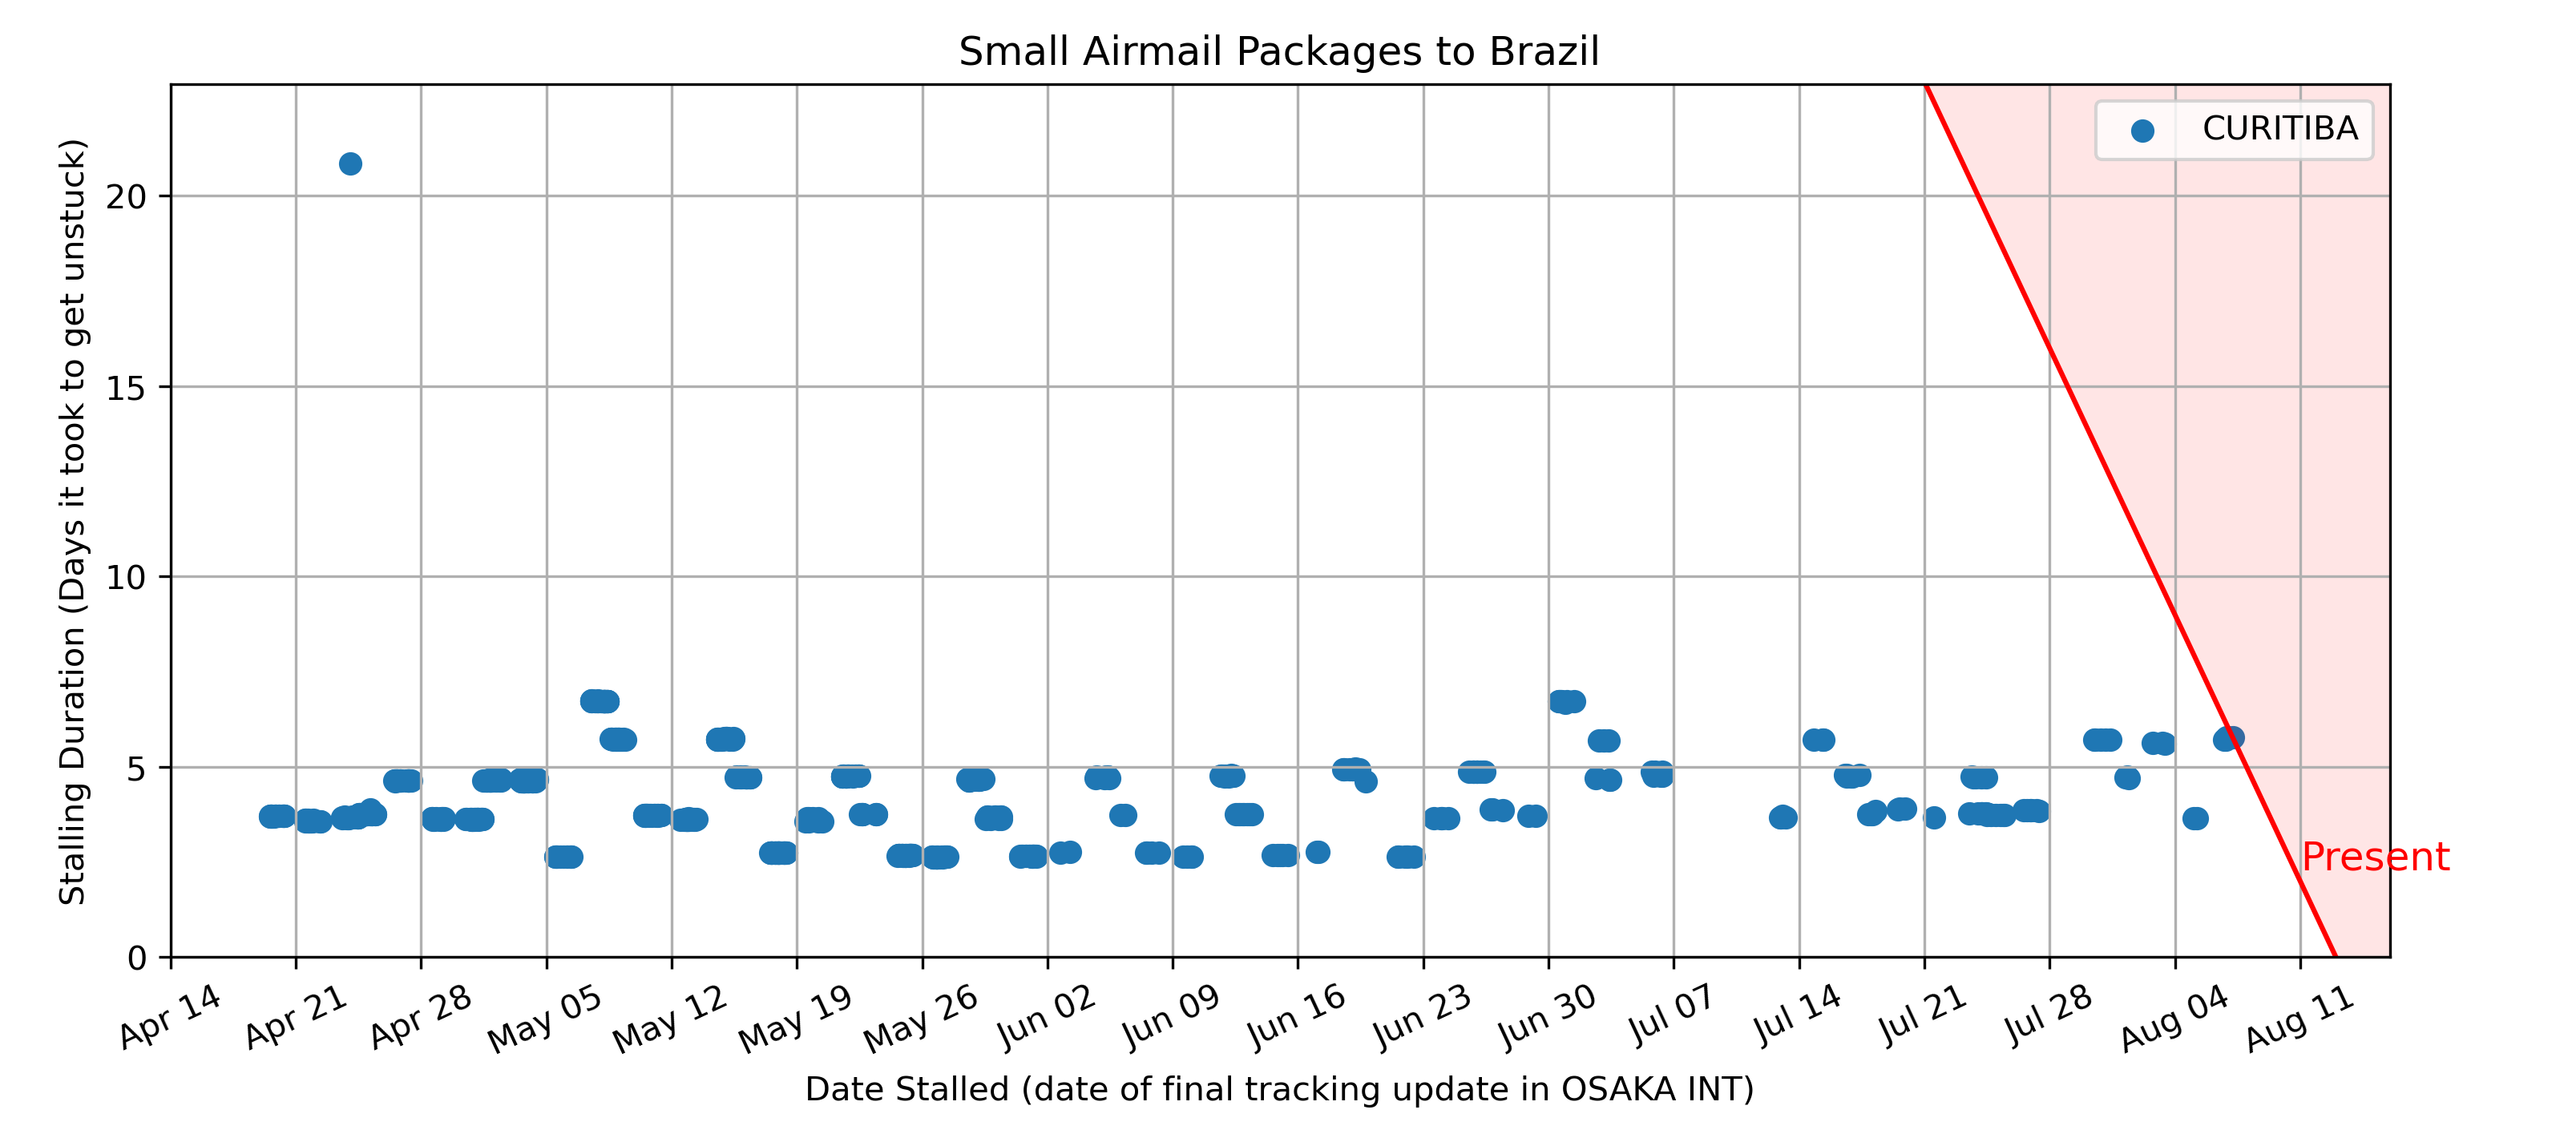 Small Airmail Packages to Brazil
CURITIBA
Stalling Duration (Days it took to get unstuck)
20
15
10
5
0
Present
Apr 14 Apr 21 Apr 28 May 05 May 12 May 19 May 26 Jun 02 Jun 09 Jun 16 Jun 23 Jun 30 Jul 07 Jul 14 Jul 21 Jul 28 Aug 04 Aug 11
Date Stalled (date of final tracking update in OSAKA INT)